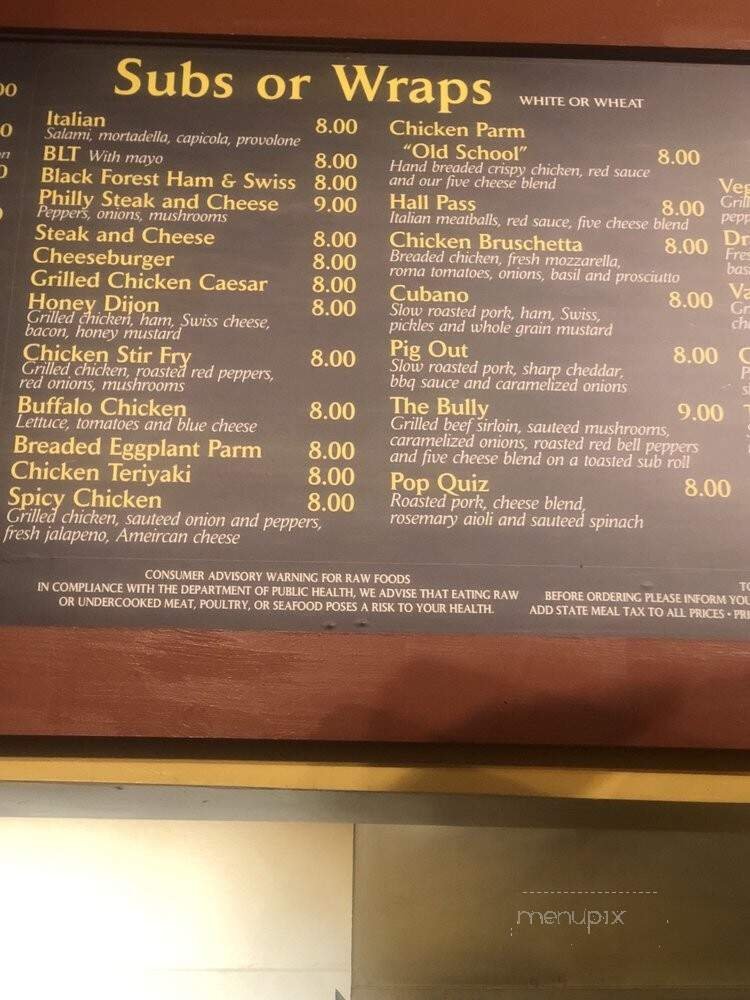 Subs or Wraps WHITE OR WHEAT
Italian 8.00
Salami, mortadella, capicola, provolone
BLT With mayo 8.00
Black Forest Ham & Swiss 8.00
Philly Steak and Cheese 9.00
Peppers, onions, mushrooms
Steak and Cheese 8.00
Cheeseburger 8.00
Grilled Chicken Caesar 8.00
Honey Dijon 8.00
Grilled chicken, ham, Swiss cheese,
bacon, honey mustard
Chicken Stir Fry 8.00
Grilled chicken, roasted red peppers,
red onions, mushrooms
Buffalo Chicken 8.00
Lettuce, tomatoes and blue cheese
Breaded Eggplant Parm 8.00
Chicken Teriyaki 8.00
Spicy Chicken 8.00
Grilled chicken, sauteed onion and peppers,
fresh jalapeno, Ameircan cheese
Chicken Parm
"Old School" 8.00
Hand breaded crispy chicken, red sauce
and our five cheese blend
Hall Pass 8.00
Italian meatballs, red sauce, five cheese blend
Chicken Bruschetta 8.00
Breaded chicken, fresh mozzarella,
roma tomatoes, onions, basil and prosciutto
Cubano 8.00
Slow roasted pork, ham, Swiss,
pickles and whole grain mustard
Pig Out 8.00
Slow roasted pork, sharp cheddar,
bbq sauce and caramelized onions
The Bully 9.00
Grilled beef sirloin, sauteed mushrooms,
caramelized onions, roasted red bell peppers
and five cheese blend on a toasted sub roll
Pop Quiz 8.00
Roasted pork, cheese blend,
rosemary aioli and sauteed spinach
CONSUMER ADVISORY WARNING FOR RAW FOODS
IN COMPLIANCE WITH THE DEPARTMENT OF PUBLIC HEALTH, WE ADVISE THAT EATING RAW
OR UNDERCOOKED MEAT, POULTRY, OR SEAFOOD POSES A RISK TO YOUR HEALTH.
BEFORE ORDERING PLEASE INFORM YOU
ADD STATE MEAL TAX TO ALL PRICES • PRI
menupix